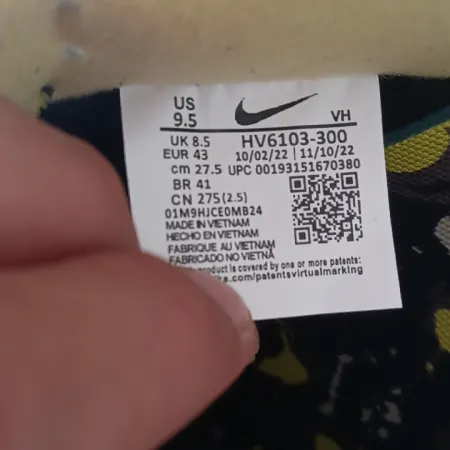 US
9.5
VH
UK 8.5 HV6103-300
EUR 43 10/02/22 | 11/10/22
cm 27.5 UPC 00193151670380
BR 41
CN 275(2.5)
01M9HJCE0MB24
MADE IN VIETNAM
HECHO EN VIETNAM
FABRIQUE AU VIETNAM
FABRICADO NO VIETNÃ
product is covered by one or more patents:
.com/patentsvirtualmarking